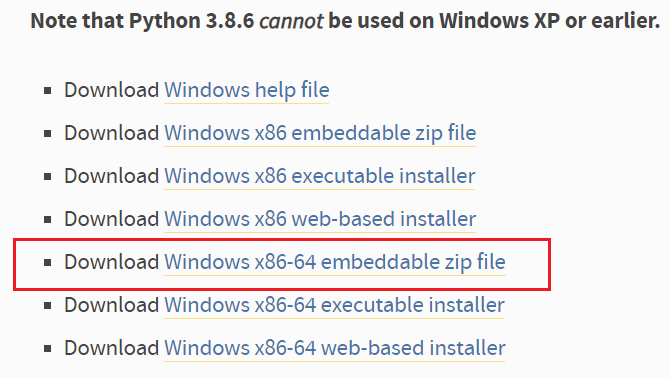 Note that Python 3.8.6 cannot be used on Windows XP or earlier.
Download Windows help file
Download Windows x86 embeddable zip file
Download Windows x86 executable installer
Download Windows x86 web-based installer
Download Windows x86-64 embeddable zip file
Download Windows x86-64 executable installer
Download Windows x86-64 web-based installer